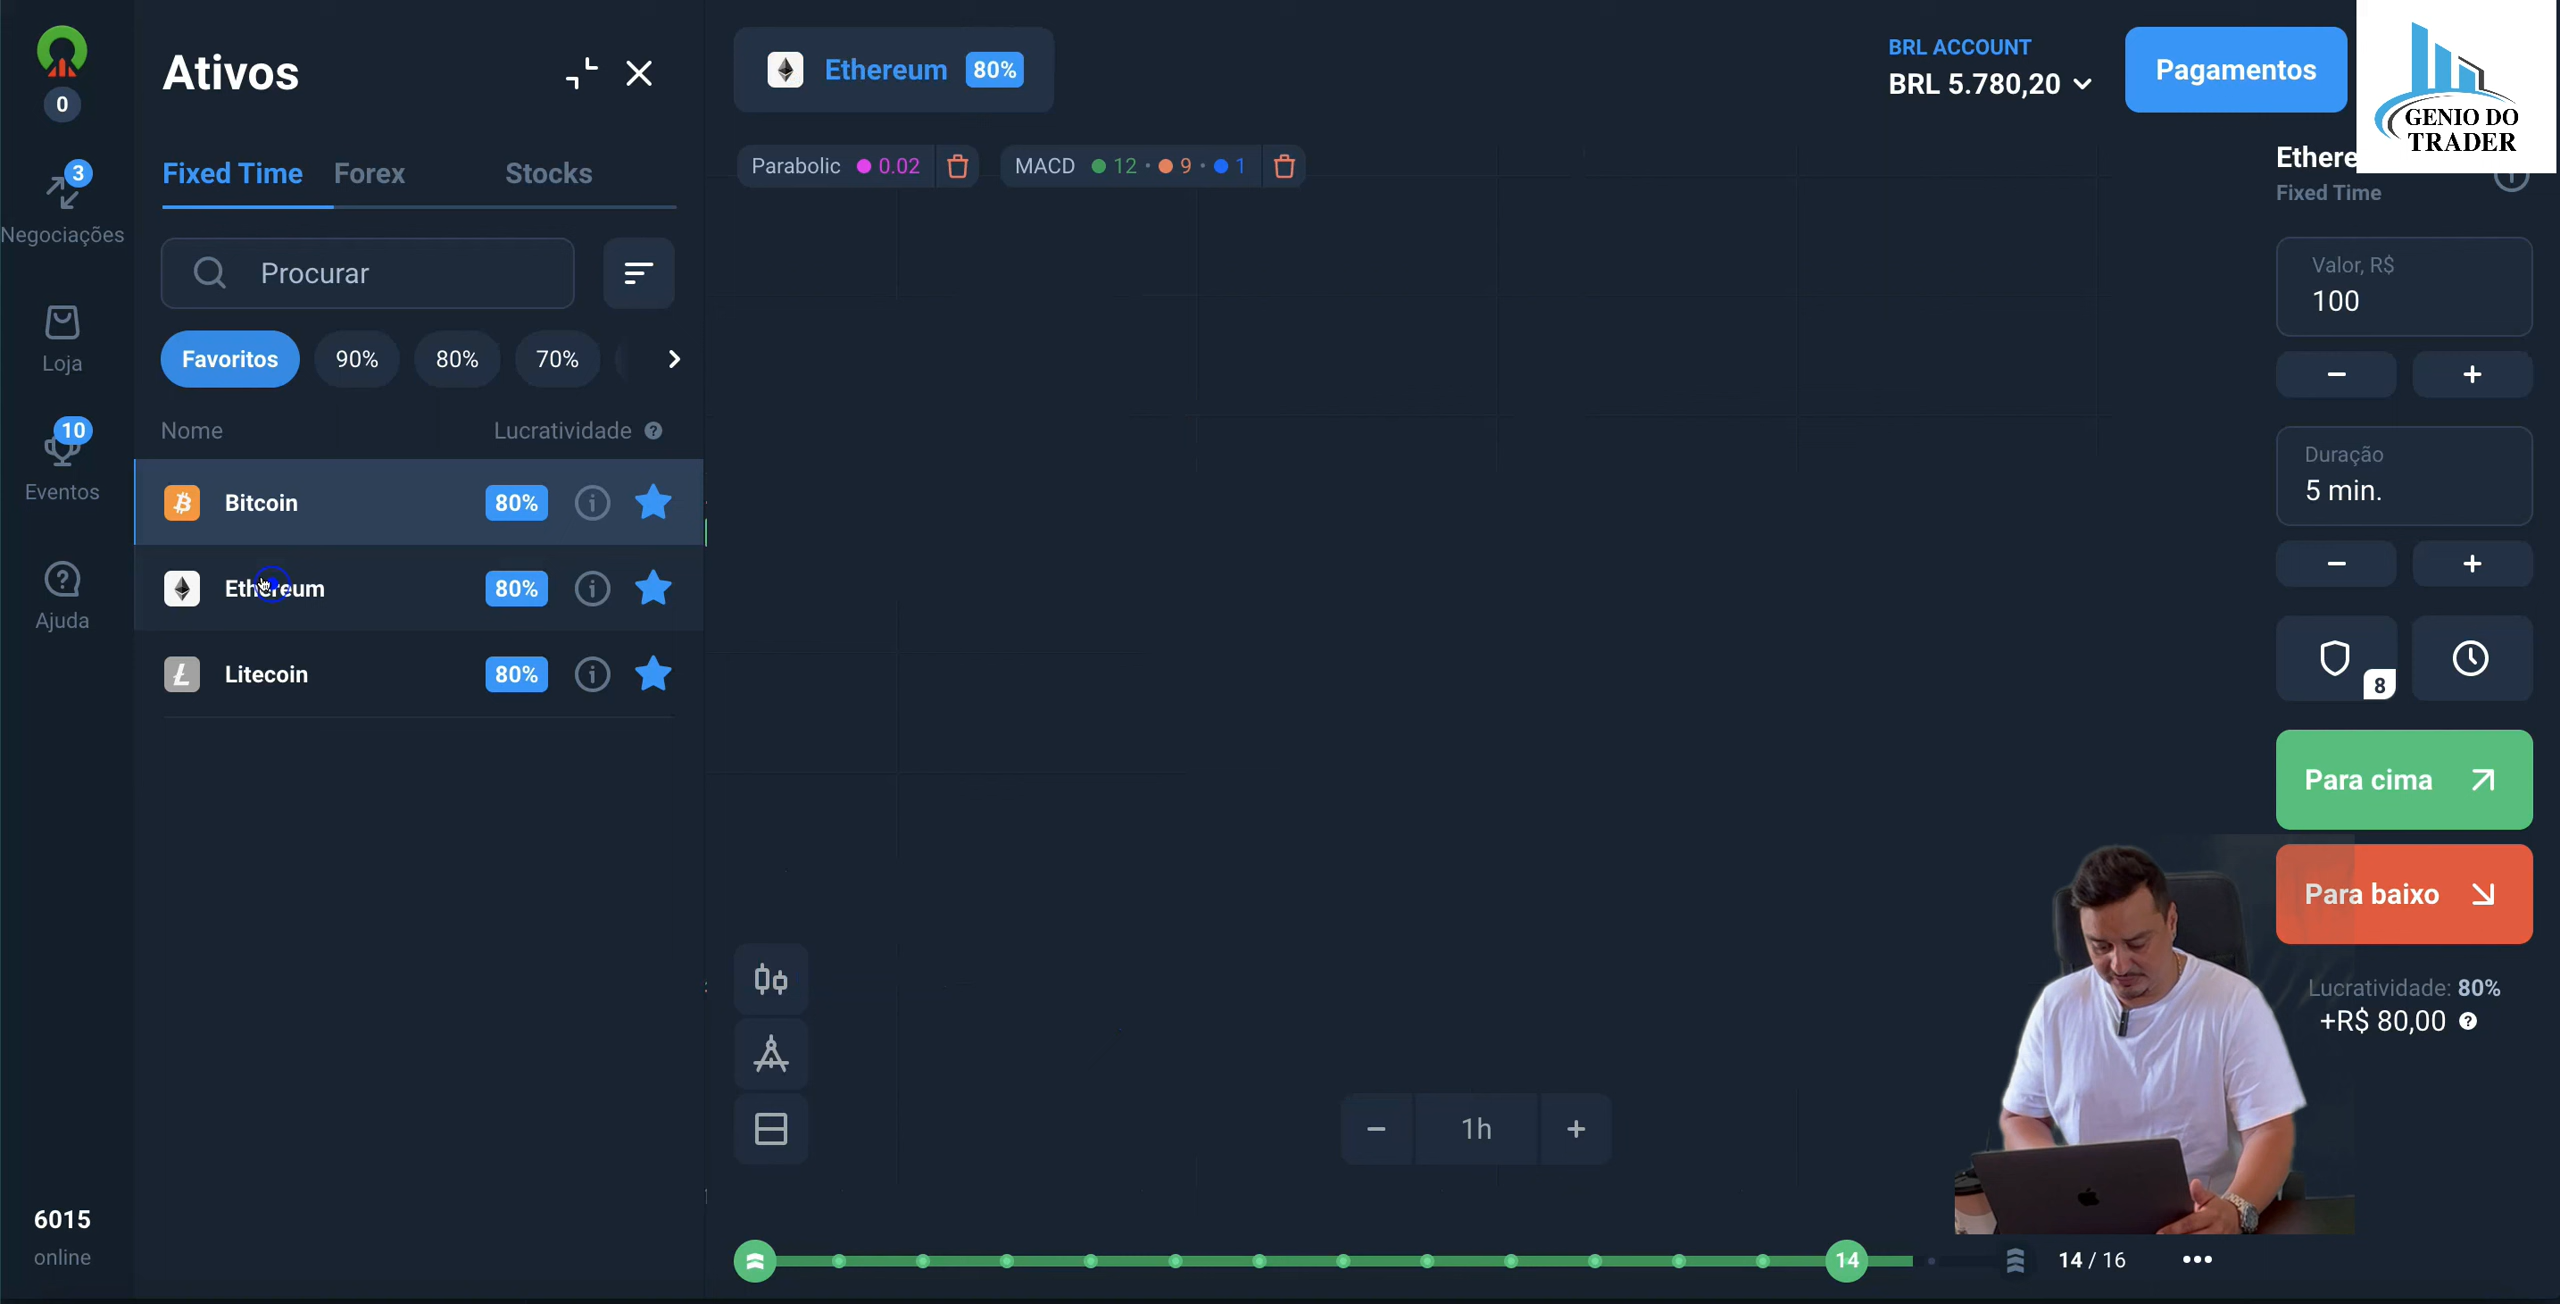 0
3
Negociações
Loja
10
Eventos
Ajuda
6015
online
Ativos
Fixed Time
Forex
Stocks
Procurar
Favoritos
90%
80%
70%
Nome
Lucratividade
Bitcoin
80%
Ethereum
80%
Litecoin
80%
Ethereum
80%
Parabolic
0.02
MACD
12 • 9 • 1
1h
14
14 / 16
BRL ACCOUNT
BRL 5.780,20
Pagamentos
GENIO DO
TRADER
Ethere
Fixed Time
Valor, R$
100
Duração
5 min.
8
Para cima
Para baixo
Lucratividade: 80%
+R$ 80,00